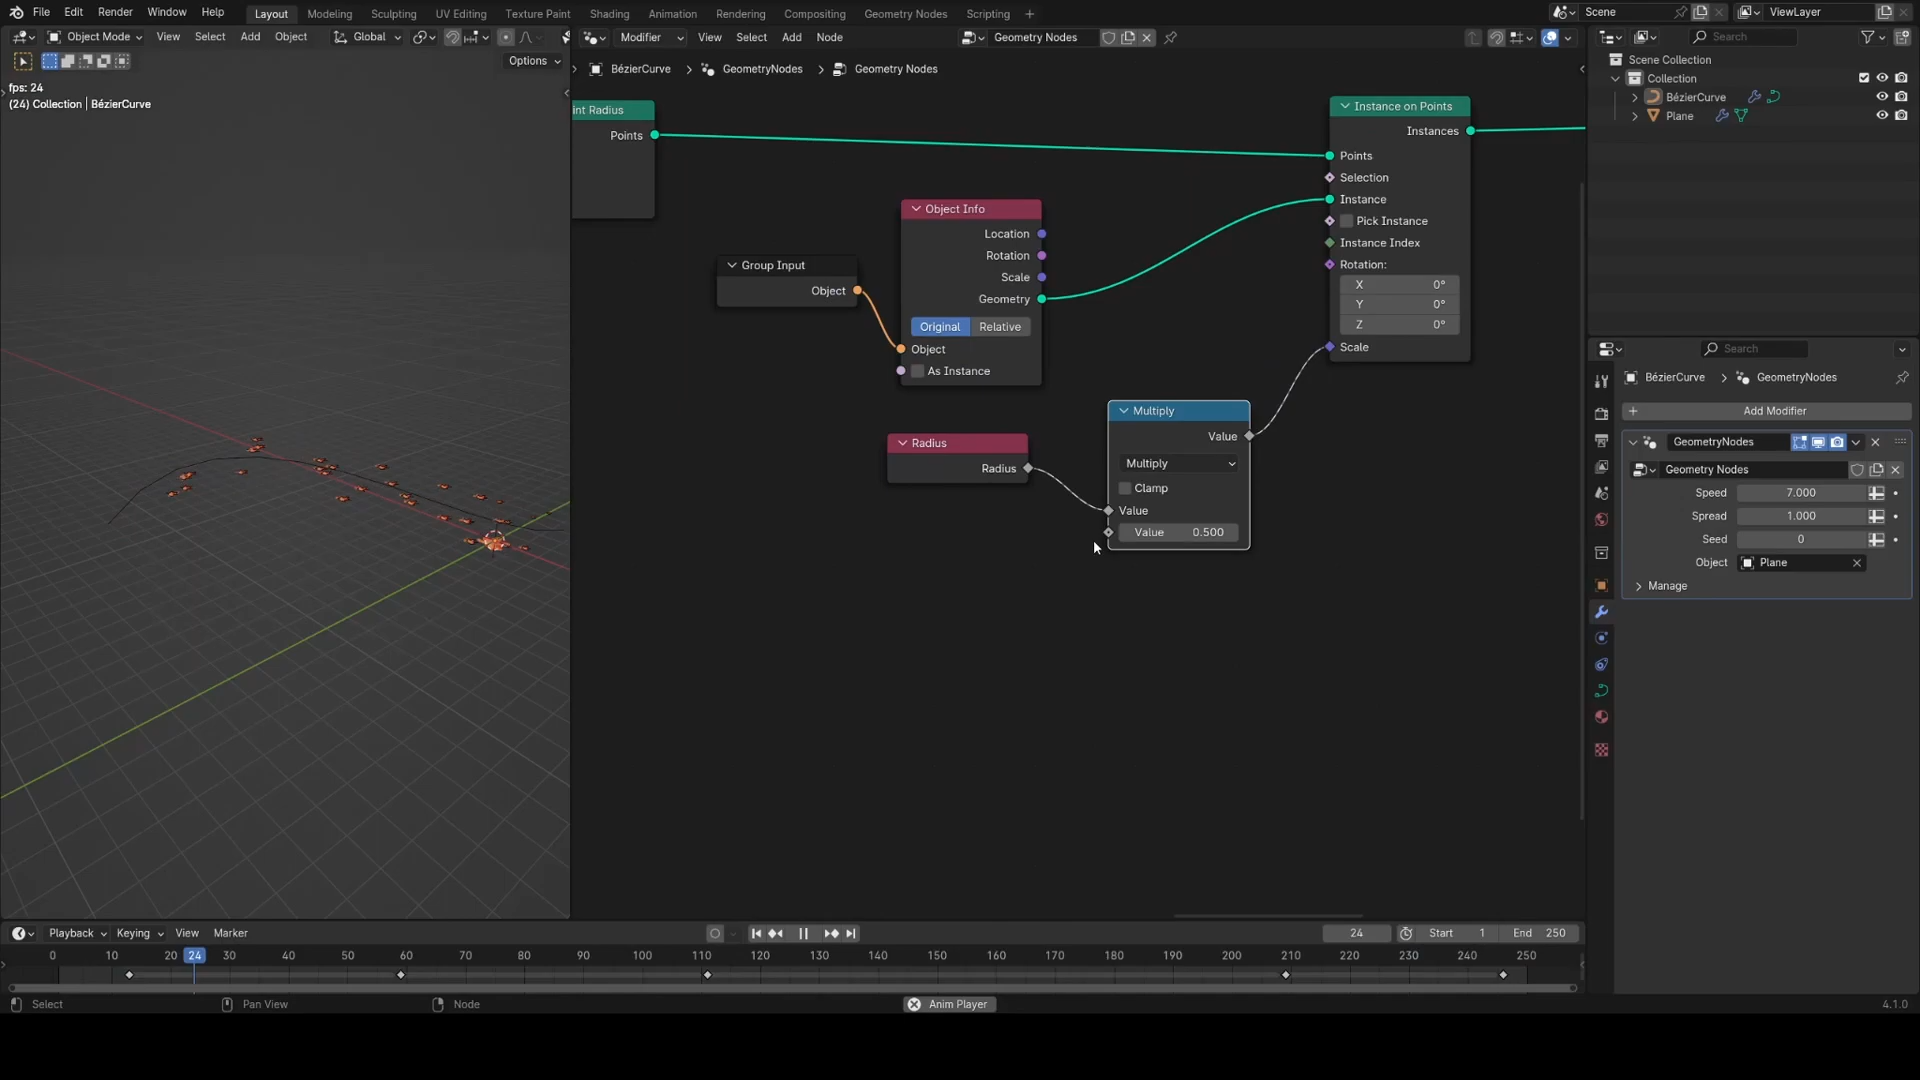 File Edit Render Window Help Layout Modeling Sculpting UV Editing Texture Paint Shading Animation Rendering Compositing Geometry Nodes Scripting + Scene ViewLayer
Object Mode View Select Add Object Global
Modifier View Select Add Node Geometry Nodes
Search
Options
BézierCurve > GeometryNodes > Geometry Nodes
fps: 24
(24) Collection | BézierCurve
Scene Collection
Collection
BézierCurve
Plane
int Radius
Points
Group Input
Object
Object Info
Location
Rotation
Scale
Geometry
Original Relative
Object
As Instance
Radius
Radius
Multiply
Value
Multiply
Clamp
Value
Value 0.500
Instance on Points
Instances
Points
Selection
Instance
Pick Instance
Instance Index
Rotation:
X 0°
Y 0°
Z 0°
Scale
Search
BézierCurve > GeometryNodes
+ Add Modifier
GeometryNodes
Geometry Nodes
Speed 7.000
Spread 1.000
Seed 0
Object Plane
Manage
Playback Keying View Marker 24 Start 1 End 250
0 10 20 24 30 40 50 60 70 80 90 100 110 120 130 140 150 160 170 180 190 200 210 220 230 240 250
Select Pan View Node Anim Player 4.1.0